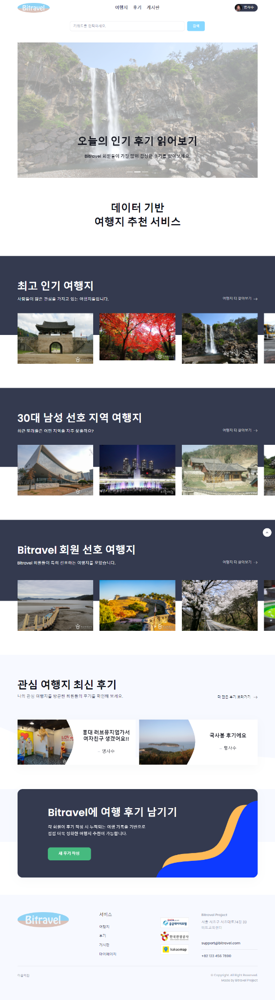 Bitravel
여행지 후기 게시판
명사수
키워드를 입력하세요.
검색
오늘의 인기 후기 읽어보기
Bitravel 회원들이 가장 많이 감상한 후기를 찾아보세요.
데이터 기반
여행지 추천 서비스
최고 인기 여행지
사람들이 많은 관심을 가지고 있는 여행지들입니다.
여행지 더 찾아보기
30대 남성 선호 지역 여행지
최근 또래들은 어떤 지역을 자주 찾을까요?
여행지 더 찾아보기
Bitravel 회원 선호 여행지
Bitravel 회원들이 특히 선호하는 여행지를 모았습니다.
여행지 더 찾아보기
관심 여행지 최신 후기
나의 관심 여행지를 방문한 회원들의 후기를 확인해 보세요.
더 많은 후기 보러가기
홍대 러브뮤지엄가서
여자친구 생겼어요!!
— 명사수
국사봉 후기에요
— 명사수
Bitravel에 여행 후기 남기기
각 회원이 후기 작성 시 누적되는 여행 기록을 기반으로
점점 더욱 정확한 여행지 추천이 가능합니다.
새 후기 작성
Bitravel
서비스
여행지
후기
게시판
마이페이지
DATA
공공데이터포털
한국관광공사
kakaomap
Bitravel Project
서울 서초구 서초대로74길 33
비트교육센터
support@bitravel.com
+82 123 456 7890
이용약관
© Copyright. All Right Reserved.
Made by Bitravel Project